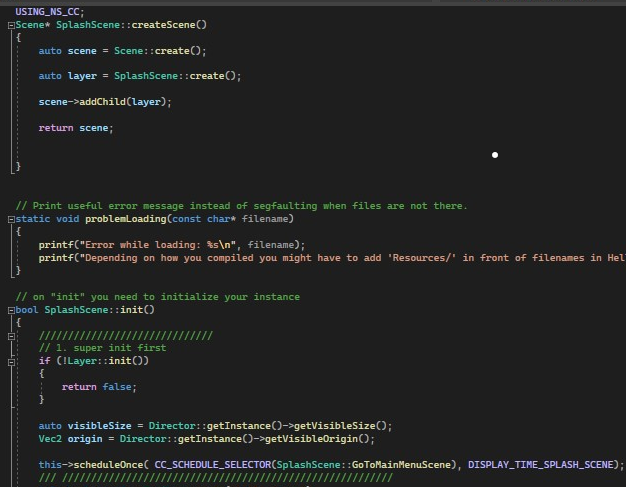 USING_NS_CC;
Scene* SplashScene::createScene()
{
    auto scene = Scene::create();
    auto layer = SplashScene::create();
    scene->addChild(layer);
    return scene;
}
// Print useful error message instead of segfaulting when files are not there.
static void problemLoading(const char* filename)
{
    printf("Error while loading: %s\n", filename);
    printf("Depending on how you compiled you might have to add 'Resources/' in front of filenames in Hel
}
// on "init" you need to initialize your instance
bool SplashScene::init()
{
    //////////////////////////////
    // 1. super init first
    if (!Layer::init())
    {
        return false;
    }
    auto visibleSize = Director::getInstance()->getVisibleSize();
    Vec2 origin = Director::getInstance()->getVisibleOrigin();
    this->scheduleOnce( CC_SCHEDULE_SELECTOR(SplashScene::GoToMainMenuScene), DISPLAY_TIME_SPLASH_SCENE);
    /// /////////////////////////////////////////////////////////